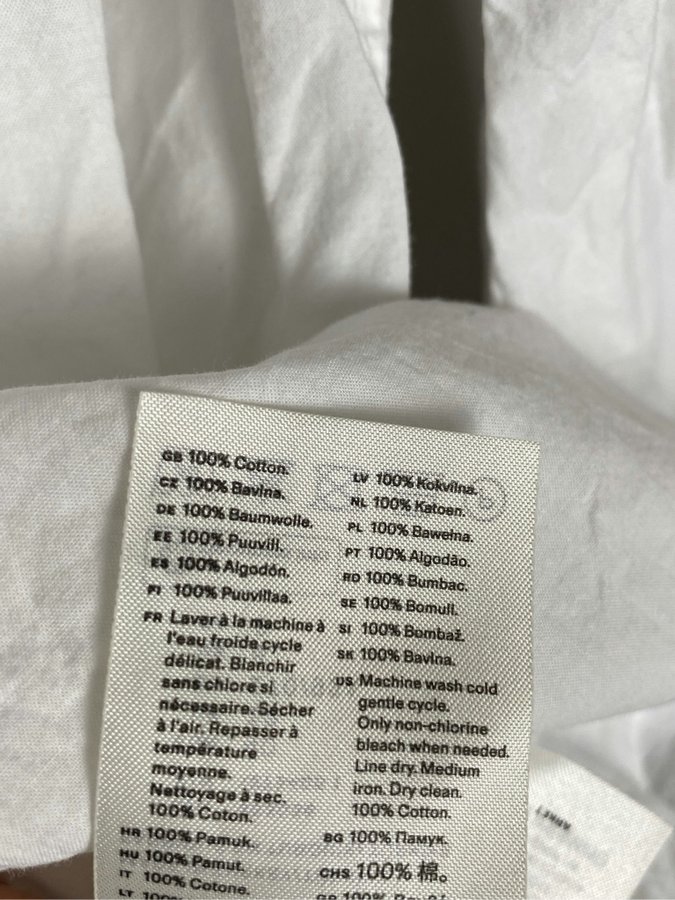 GB 100% Cotton.
CZ 100% Bavlna.
DE 100% Baumwolle.
EE 100% Puuvill.
ES 100% Algodón.
FI 100% Puuvillaa.
FR Laver à la machine à
l'eau froide cycle
délicat. Blanchir
sans chlore si
nécessaire. Sécher
à l'air. Repasser à
température
moyenne.
Nettoyage à sec.
100% Coton.
HR 100% Pamuk.
HU 100% Pamut.
IT 100% Cotone.
LT 100%
LV 100% Kokvilna.
NL 100% Katoen.
PL 100% Bawełna.
PT 100% Algodão.
RO 100% Bumbac.
SE 100% Bomull.
SI 100% Bombaž.
SK 100% Bavlna.
US Machine wash cold
gentle cycle.
Only non-chlorine
bleach when needed.
Line dry. Medium
iron. Dry clean.
100% Cotton.
BG 100% Памук.
CHS 100% 棉。
GR 100%